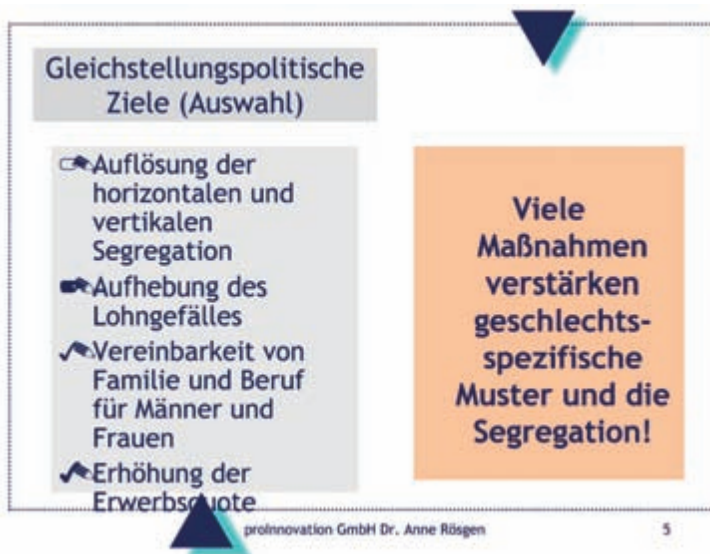 Gleichstellungspolitische
Ziele (Auswahl)
Auflösung der
horizontalen und
vertikalen
Segregation
Aufhebung des
Lohngefälles
Vereinbarkeit von
Familie und Beruf
für Männer und
Frauen
Erhöhung der
Erwerbsquote
Viele
Maßnahmen
verstärken
geschlechts-
spezifische
Muster und die
Segregation!
proInnovation GmbH Dr. Anne Rösgen
5